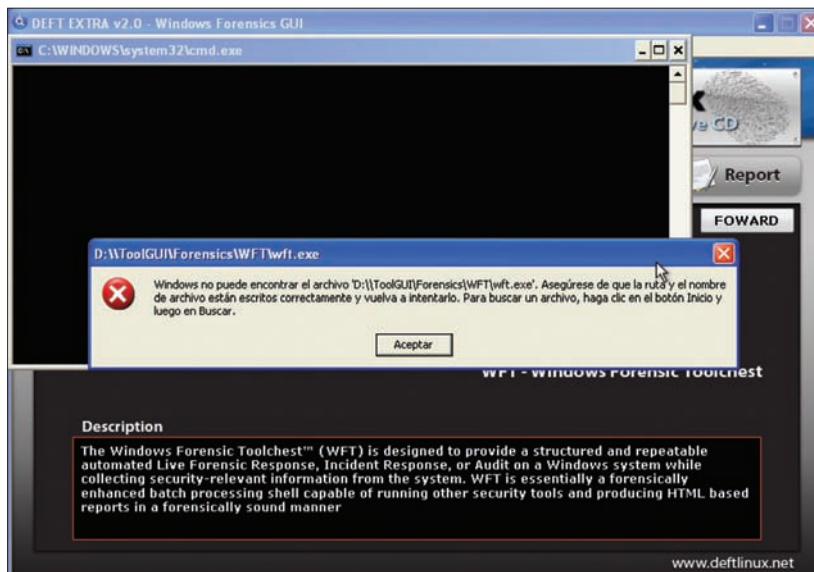 DEFT EXTRA v2.0 - Windows Forensics GUI
C:\WINDOWS\system32\cmd.exe
ve CD
Report
FOWARD
D:\\ToolGUI\Forensics\WFT\wft.exe
Windows no puede encontrar el archivo 'D:\\ToolGUI\Forensics\WFT\wft.exe'. Asegúrese de que la ruta y el nombre
de archivo están escritos correctamente y vuelva a intentarlo. Para buscar un archivo, haga clic en el botón Inicio y
luego en Buscar.
Aceptar
WFT - Windows Forensic Toolchest
Description
The Windows Forensic Toolchest™ (WFT) is designed to provide a structured and repeatable
automated Live Forensic Response, Incident Response, or Audit on a Windows system while
collecting security-relevant information from the system. WFT is essentially a forensically
enhanced batch processing shell capable of running other security tools and producing HTML based
reports in a forensically sound manner
www.deftlinux.net